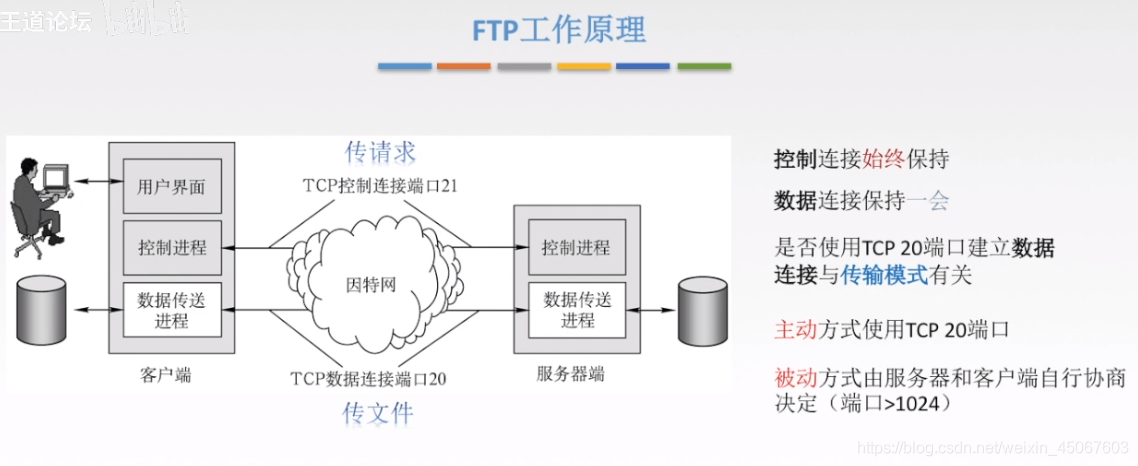 王道论坛 bilibili
FTP工作原理
传请求
TCP控制连接端口21
用户界面
控制进程
数据传送
进程
客户端
因特网
控制进程
数据传送
进程
服务器端
TCP数据连接端口20
传文件
控制连接始终保持
数据连接保持一会
是否使用TCP 20端口建立数据
连接与传输模式有关
主动方式使用TCP 20端口
被动方式由服务器和客户端自行协商
决定（端口>1024）
https://blog.csdn.net/weixin_45067603